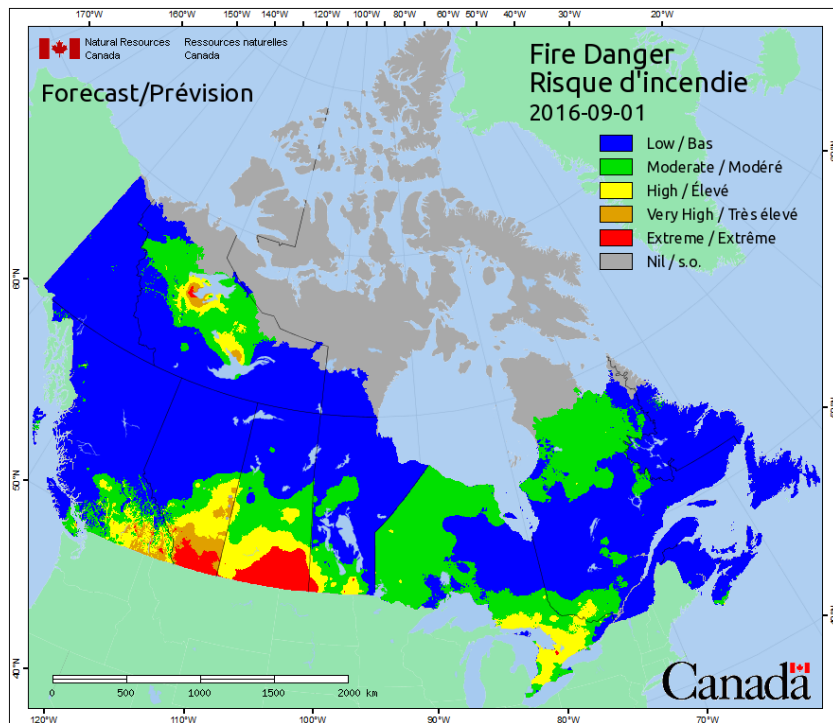 170°W 160°W 150°W 140°W 120°W 100°W 90°W 80°W 70°W 60°W 50°W 40°W 30°W 20°W
Natural Resources Canada
Ressources naturelles Canada
Forecast/Prévision
Fire Danger
Risque d'incendie
2016-09-01
Low / Bas
Moderate / Modéré
High / Élevé
Very High / Très élevé
Extreme / Extrême
Nil / s.o.
60°N
50°N
40°N
0 500 1000 1500 2000 km
Canada
120°W 110°W 100°W 90°W 80°W 70°W